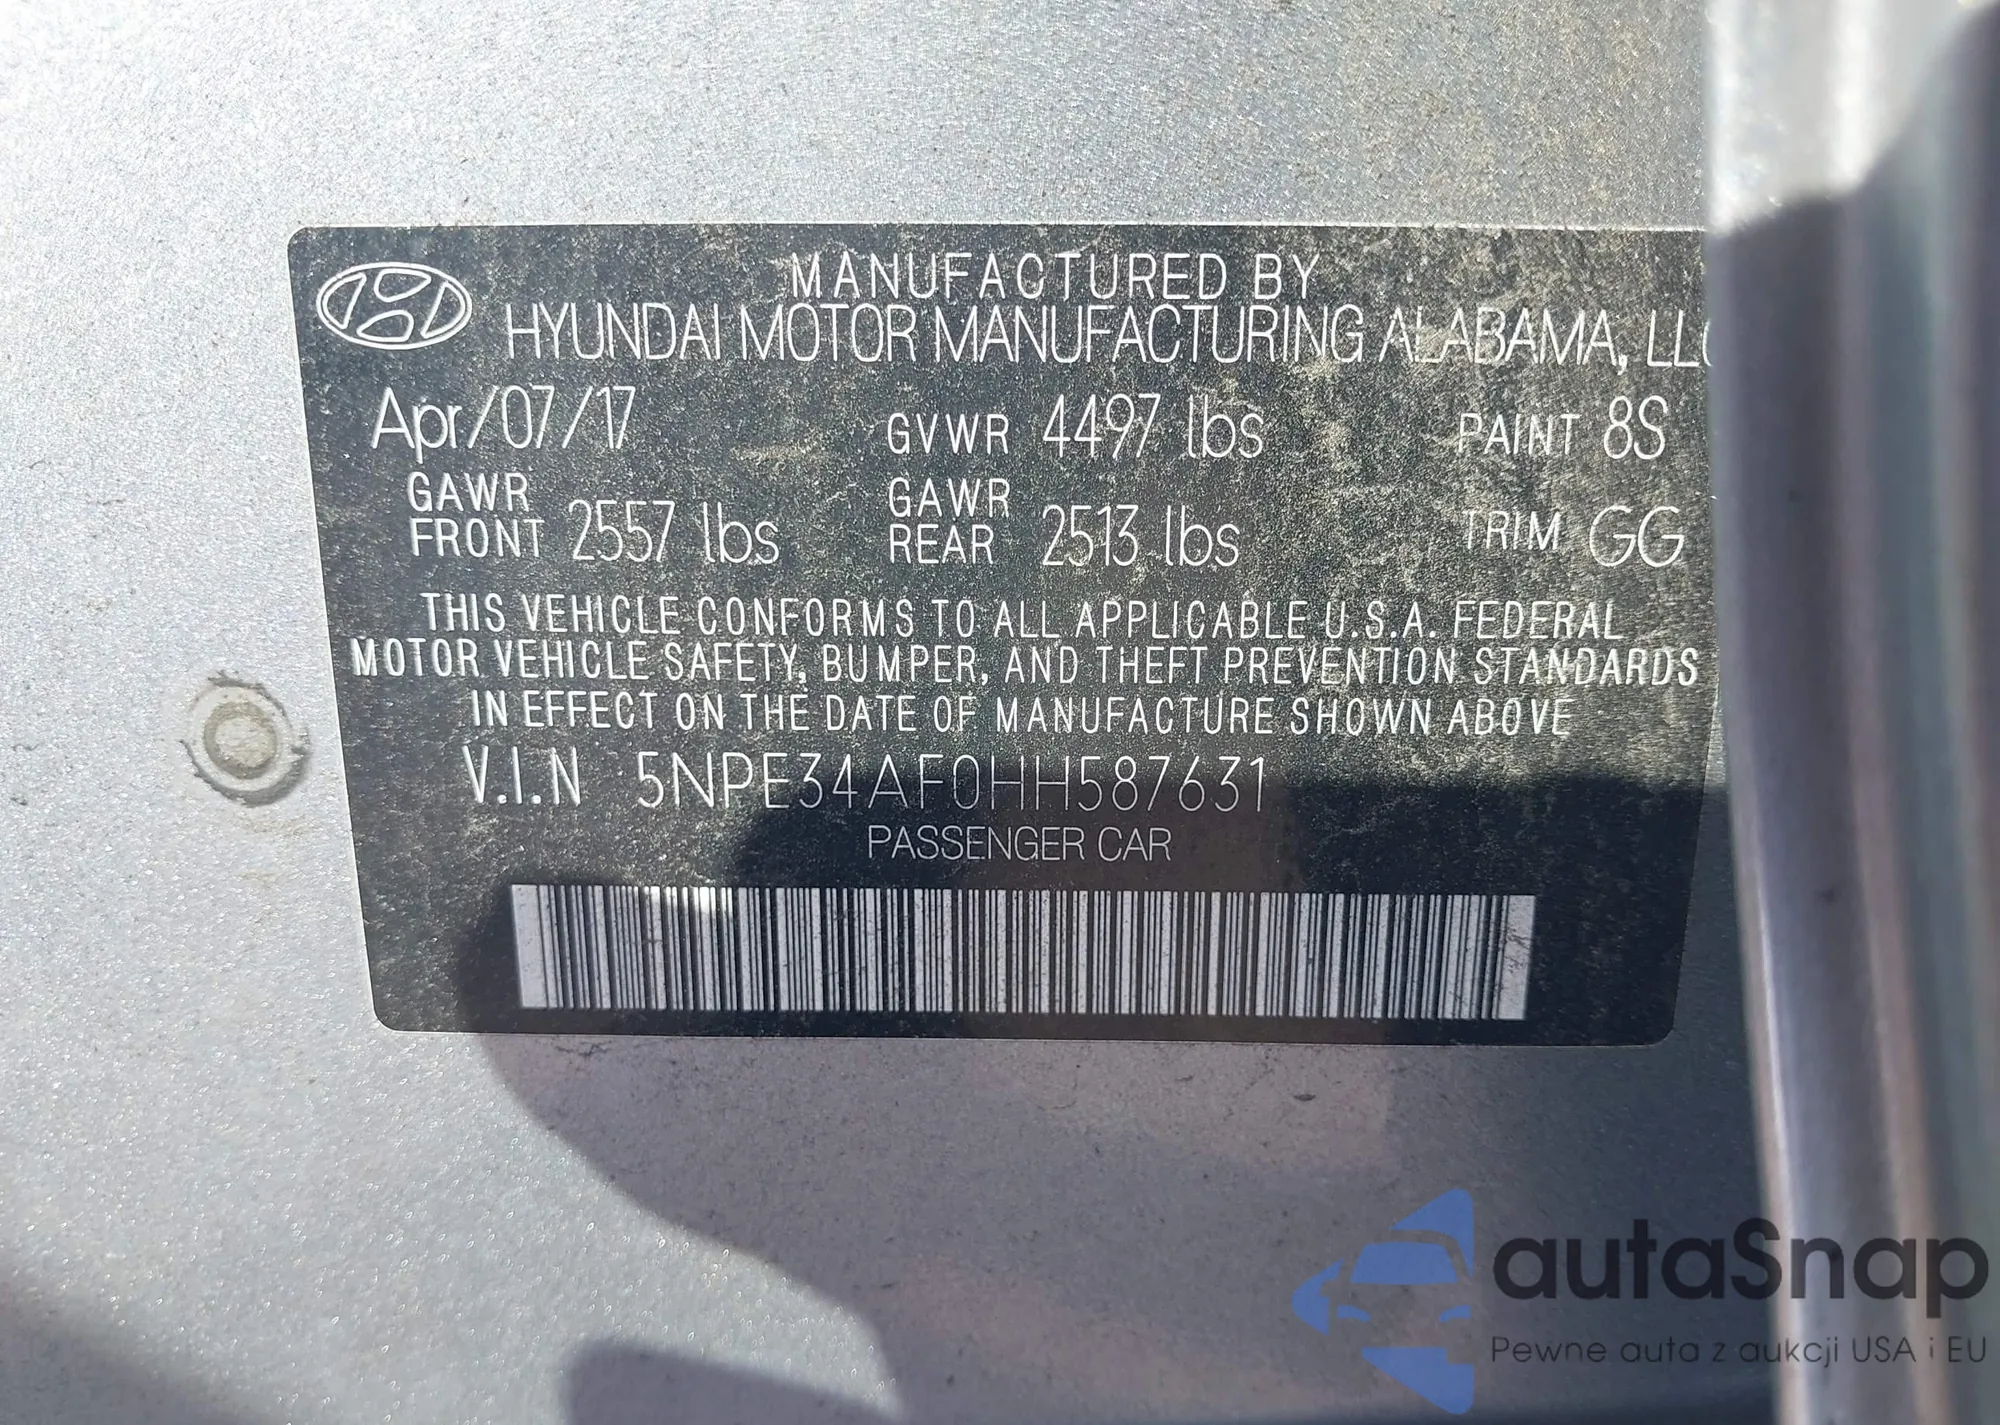 MANUFACTURED BY
HYUNDAI MOTOR MANUFACTURING ALABAMA, LLC
Apr/07/17 GVWR 4497 lbs PAINT 8S
GAWR FRONT 2557 lbs GAWR REAR 2513 lbs TRIM GG
THIS VEHICLE CONFORMS TO ALL APPLICABLE U.S.A. FEDERAL
MOTOR VEHICLE SAFETY, BUMPER, AND THEFT PREVENTION STANDARDS
IN EFFECT ON THE DATE OF MANUFACTURE SHOWN ABOVE
V.I.N 5NPE34AF0HH587631
PASSENGER CAR
autaSnap
Pewne auta z aukcji USA i EU